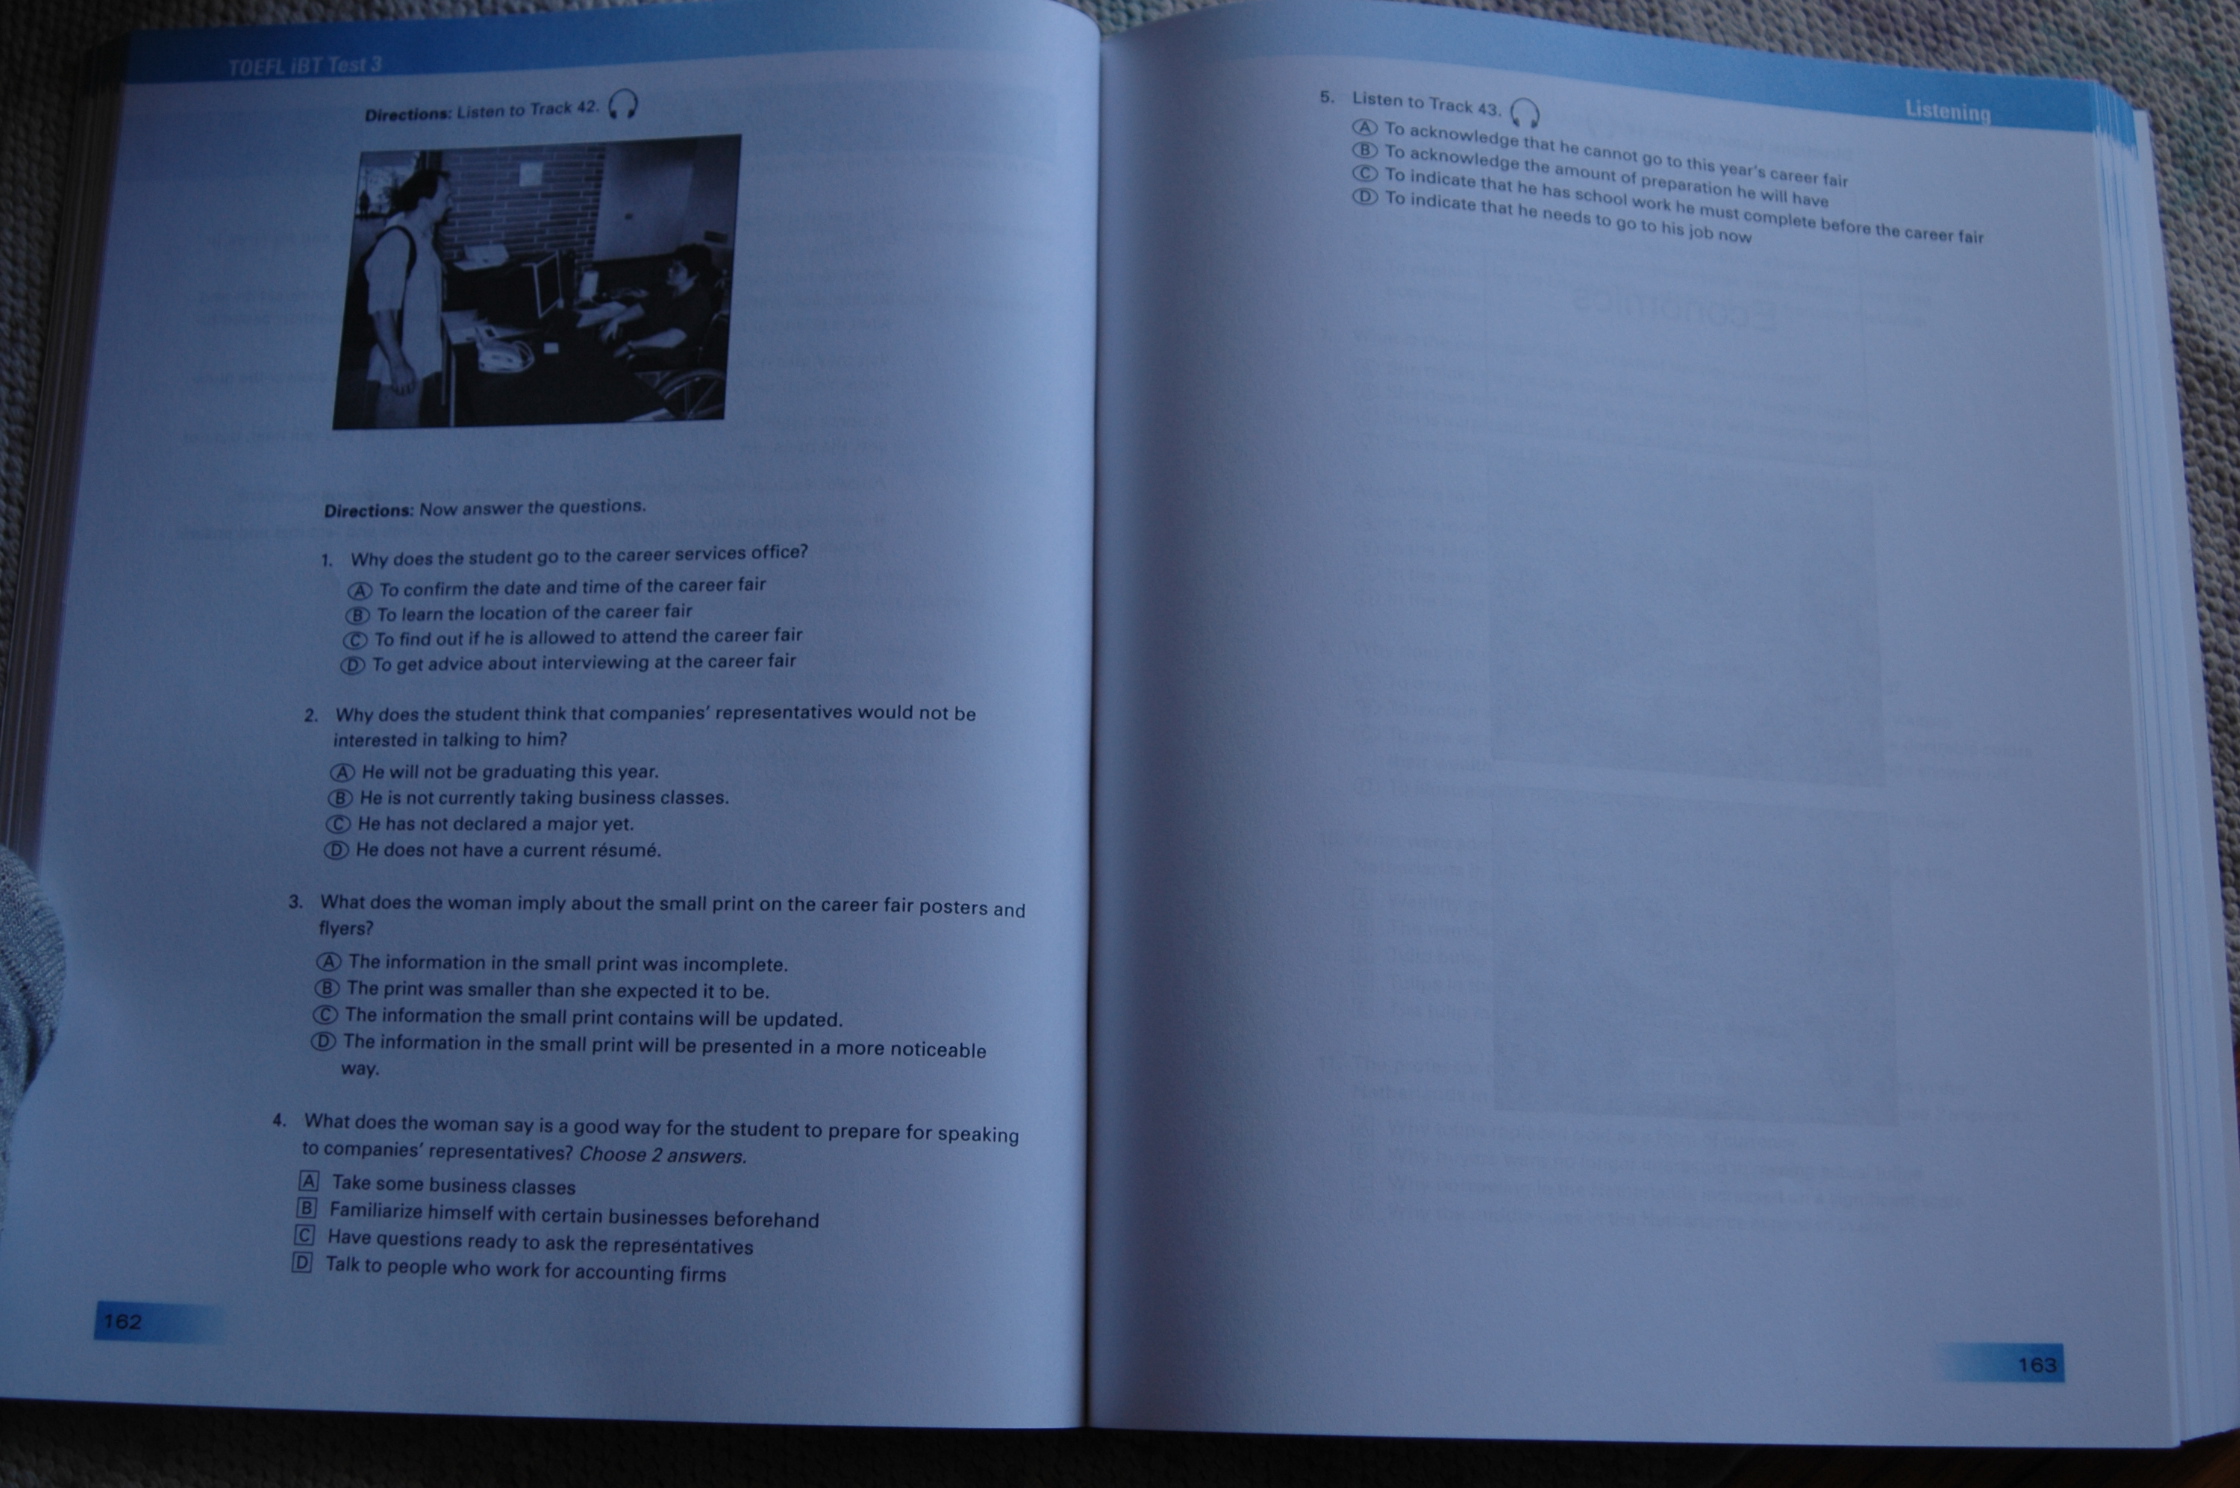 TOEFL iBT Test 3
Directions: Listen to Track 42.
Directions: Now answer the questions.
1. Why does the student go to the career services office?
A To confirm the date and time of the career fair
B To learn the location of the career fair
C To find out if he is allowed to attend the career fair
D To get advice about interviewing at the career fair
2. Why does the student think that companies' representatives would not be
interested in talking to him?
A He will not be graduating this year.
B He is not currently taking business classes.
C He has not declared a major yet.
D He does not have a current résumé.
3. What does the woman imply about the small print on the career fair posters and
flyers?
A The information in the small print was incomplete.
B The print was smaller than she expected it to be.
C The information the small print contains will be updated.
D The information in the small print will be presented in a more noticeable
way.
4. What does the woman say is a good way for the student to prepare for speaking
to companies' representatives? Choose 2 answers.
A Take some business classes
B Familiarize himself with certain businesses beforehand
C Have questions ready to ask the representatives
D Talk to people who work for accounting firms
162
Listening
5. Listen to Track 43.
A To acknowledge that he cannot go to this year's career fair
B To acknowledge the amount of preparation he will have
C To indicate that he has school work he must complete before the career fair
D To indicate that he needs to go to his job now
163